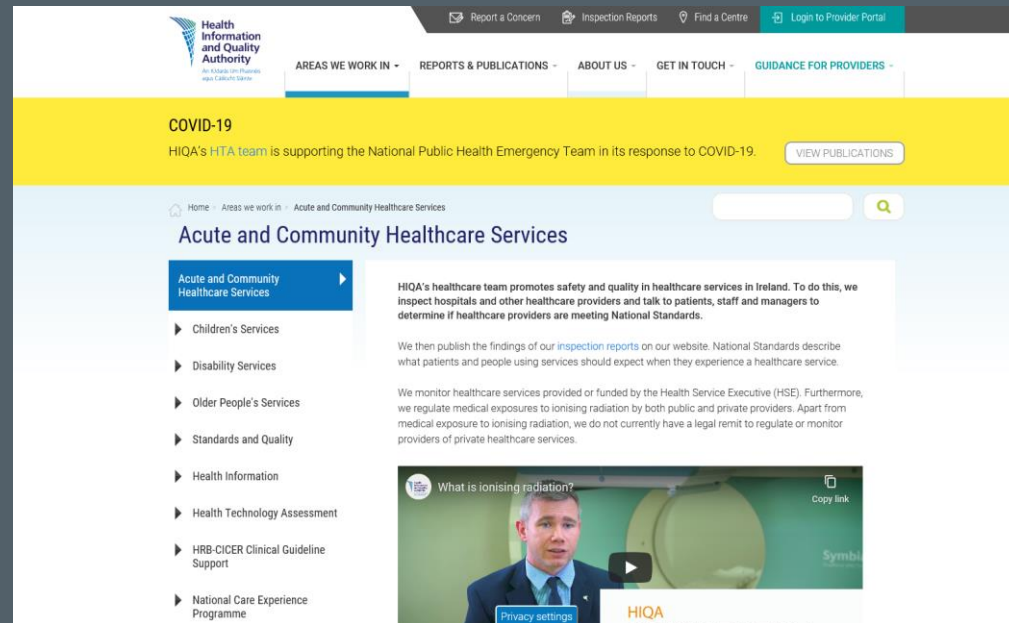 Health
Information
and Quality
Authority
An tÚdarás Um Fhaisnéis
agus Cáilíocht Sláinte
Report a Concern
Inspection Reports
Find a Centre
Login to Provider Portal
AREAS WE WORK IN
REPORTS & PUBLICATIONS
ABOUT US
GET IN TOUCH
GUIDANCE FOR PROVIDERS
COVID-19
HIQA's HTA team is supporting the National Public Health Emergency Team in its response to COVID-19.
VIEW PUBLICATIONS
Home - Areas we work in - Acute and Community Healthcare Services
Acute and Community Healthcare Services
Acute and Community
Healthcare Services
Children's Services
Disability Services
Older People's Services
Standards and Quality
Health Information
Health Technology Assessment
HRB-CICER Clinical Guideline
Support
National Care Experience
Programme
HIQA's healthcare team promotes safety and quality in healthcare services in Ireland. To do this, we
inspect hospitals and other healthcare providers and talk to patients, staff and managers to
determine if healthcare providers are meeting National Standards.
We then publish the findings of our inspection reports on our website. National Standards describe
what patients and people using services should expect when they experience a healthcare service.
We monitor healthcare services provided or funded by the Health Service Executive (HSE). Furthermore,
we regulate medical exposures to ionising radiation by both public and private providers. Apart from
medical exposure to ionising radiation, we do not currently have a legal remit to regulate or monitor
providers of private healthcare services.
What is ionising radiation?
Copy link
Symbi
Privacy settings
HIQA